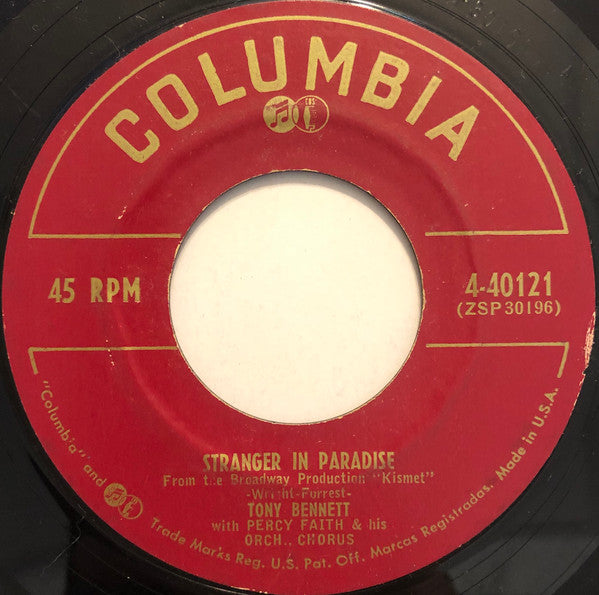 COLUMBIA
45 RPM
4-40121
(ZSP30196)
STRANGER IN PARADISE
From the Broadway Production "Kismet"
-Wright-Forrest-
TONY BENNETT
with PERCY FAITH & his
ORCH., CHORUS
"Columbia" and Trade Marks Reg. U.S. Pat. Off. Marcas Registradas. Made in U.S.A.